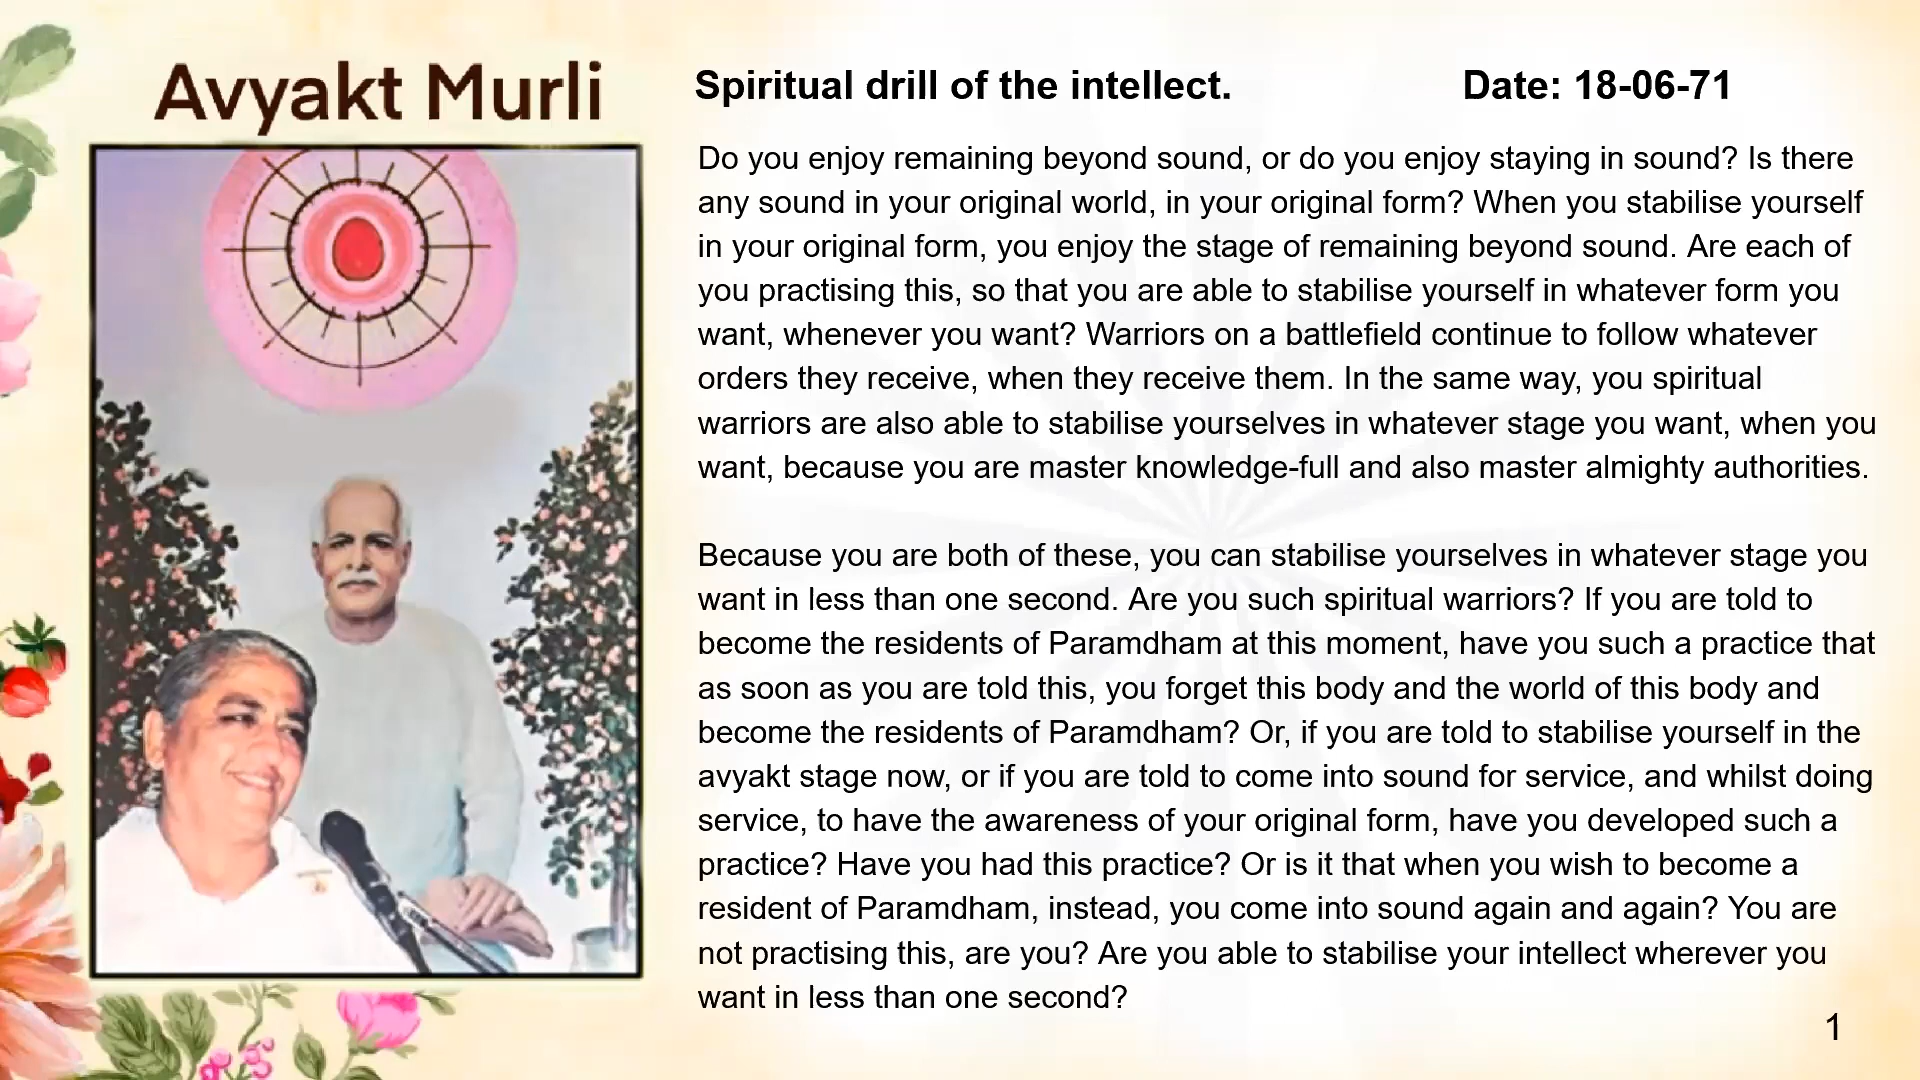 Avyakt Murli
Spiritual drill of the intellect.
Date: 18-06-71
Do you enjoy remaining beyond sound, or do you enjoy staying in sound? Is there
any sound in your original world, in your original form? When you stabilise yourself
in your original form, you enjoy the stage of remaining beyond sound. Are each of
you practising this, so that you are able to stabilise yourself in whatever form you
want, whenever you want? Warriors on a battlefield continue to follow whatever
orders they receive, when they receive them. In the same way, you spiritual
warriors are also able to stabilise yourselves in whatever stage you want, when you
want, because you are master knowledge-full and also master almighty authorities.
Because you are both of these, you can stabilise yourselves in whatever stage you
want in less than one second. Are you such spiritual warriors? If you are told to
become the residents of Paramdham at this moment, have you such a practice that
as soon as you are told this, you forget this body and the world of this body and
become the residents of Paramdham? Or, if you are told to stabilise yourself in the
avyakt stage now, or if you are told to come into sound for service, and whilst doing
service, to have the awareness of your original form, have you developed such a
practice? Have you had this practice? Or is it that when you wish to become a
resident of Paramdham, instead, you come into sound again and again? You are
not practising this, are you? Are you able to stabilise your intellect wherever you
want in less than one second?
1